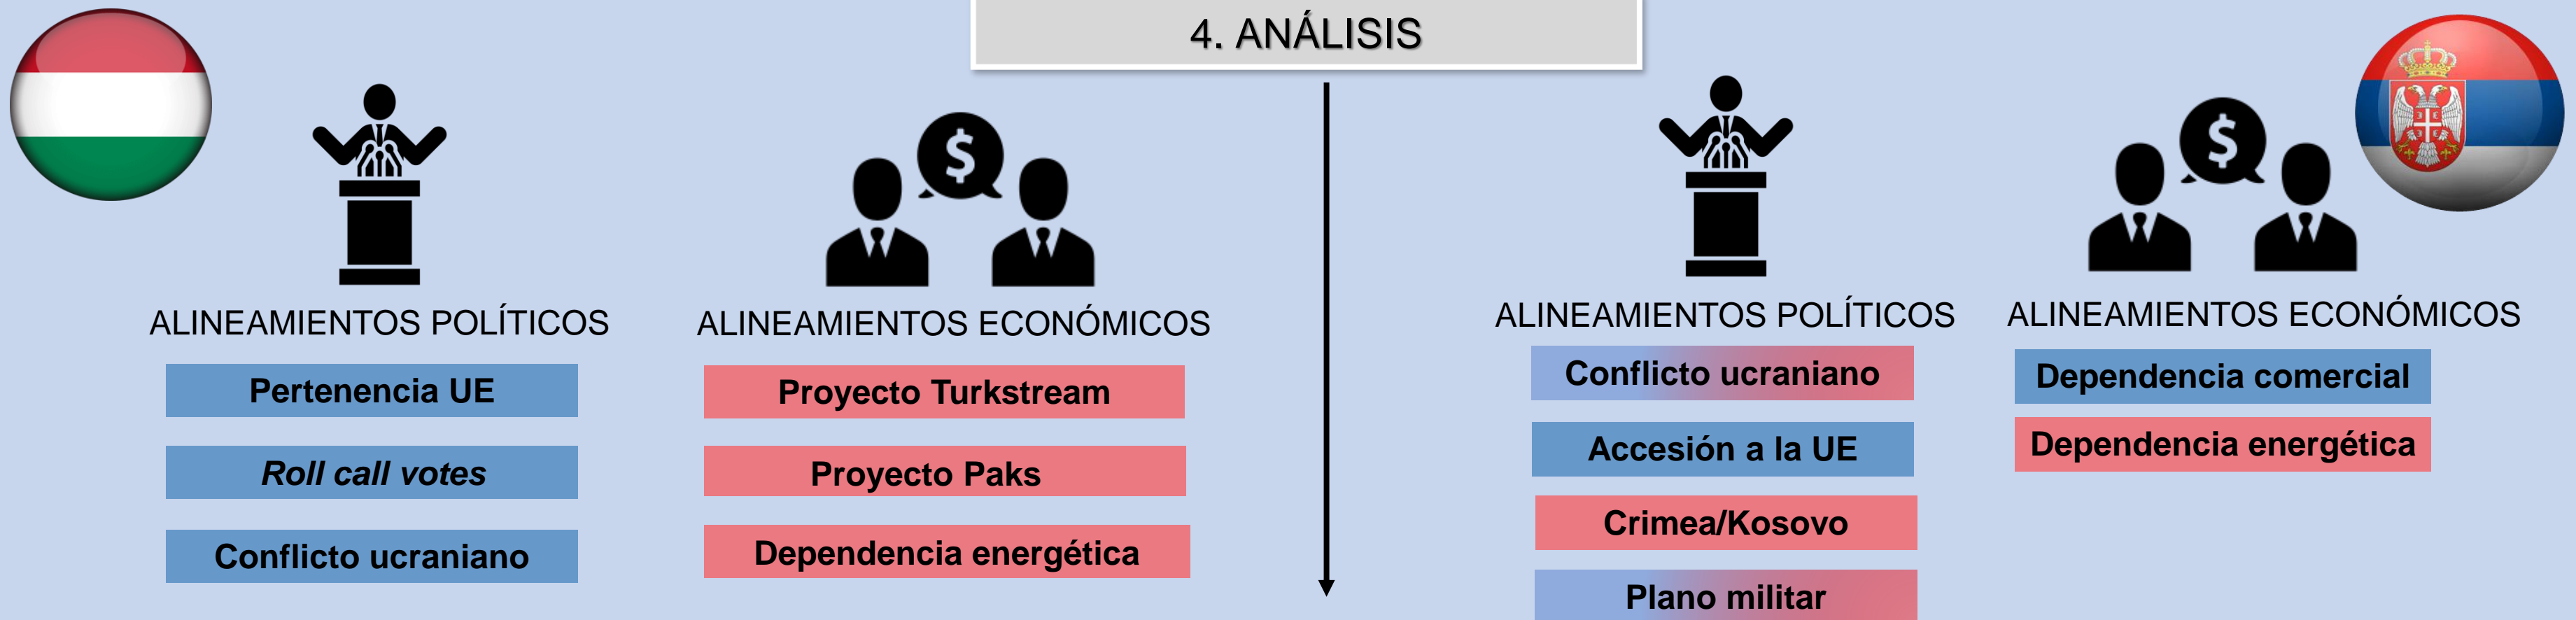 4. ANÁLISIS
ALINEAMIENTOS POLÍTICOS
Pertenencia UE
Roll call votes
Conflicto ucraniano
$
ALINEAMIENTOS ECONÓMICOS
Proyecto Turkstream
Proyecto Paks
Dependencia energética
ALINEAMIENTOS POLÍTICOS
Conflicto ucraniano
Accesión a la UE
Crimea/Kosovo
Plano militar
$
ALINEAMIENTOS ECONÓMICOS
Dependencia comercial
Dependencia energética